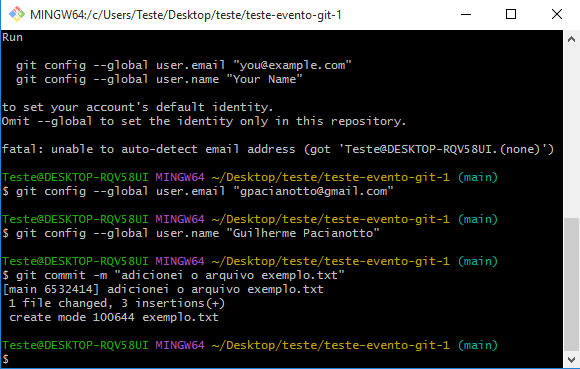 MINGW64:/c/Users/Teste/Desktop/teste/teste-evento-git-1
Run
git config --global user.email "you@example.com"
git config --global user.name "Your Name"
to set your account's default identity.
Omit --global to set the identity only in this repository.
fatal: unable to auto-detect email address (got 'Teste@DESKTOP-RQV58UI.(none)')
Teste@DESKTOP-RQV58UI MINGW64 ~/Desktop/teste/teste-evento-git-1 (main)
$ git config --global user.email "gpacianotto@gmail.com"
Teste@DESKTOP-RQV58UI MINGW64 ~/Desktop/teste/teste-evento-git-1 (main)
$ git config --global user.name "Guilherme Pacianotto"
Teste@DESKTOP-RQV58UI MINGW64 ~/Desktop/teste/teste-evento-git-1 (main)
$ git commit -m "adicionei o arquivo exemplo.txt"
[main 6532414] adicionei o arquivo exemplo.txt
1 file changed, 3 insertions(+)
create mode 100644 exemplo.txt
Teste@DESKTOP-RQV58UI MINGW64 ~/Desktop/teste/teste-evento-git-1 (main)
$